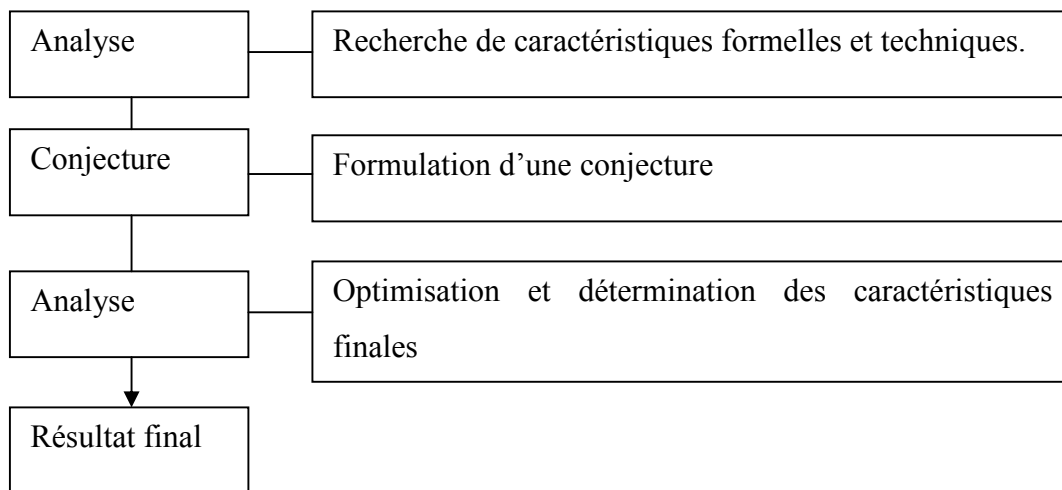 Analyse
Recherche de caractéristiques formelles et techniques.
Conjecture
Formulation d’une conjecture
Analyse
Optimisation et détermination des caractéristiques
finales
Résultat final